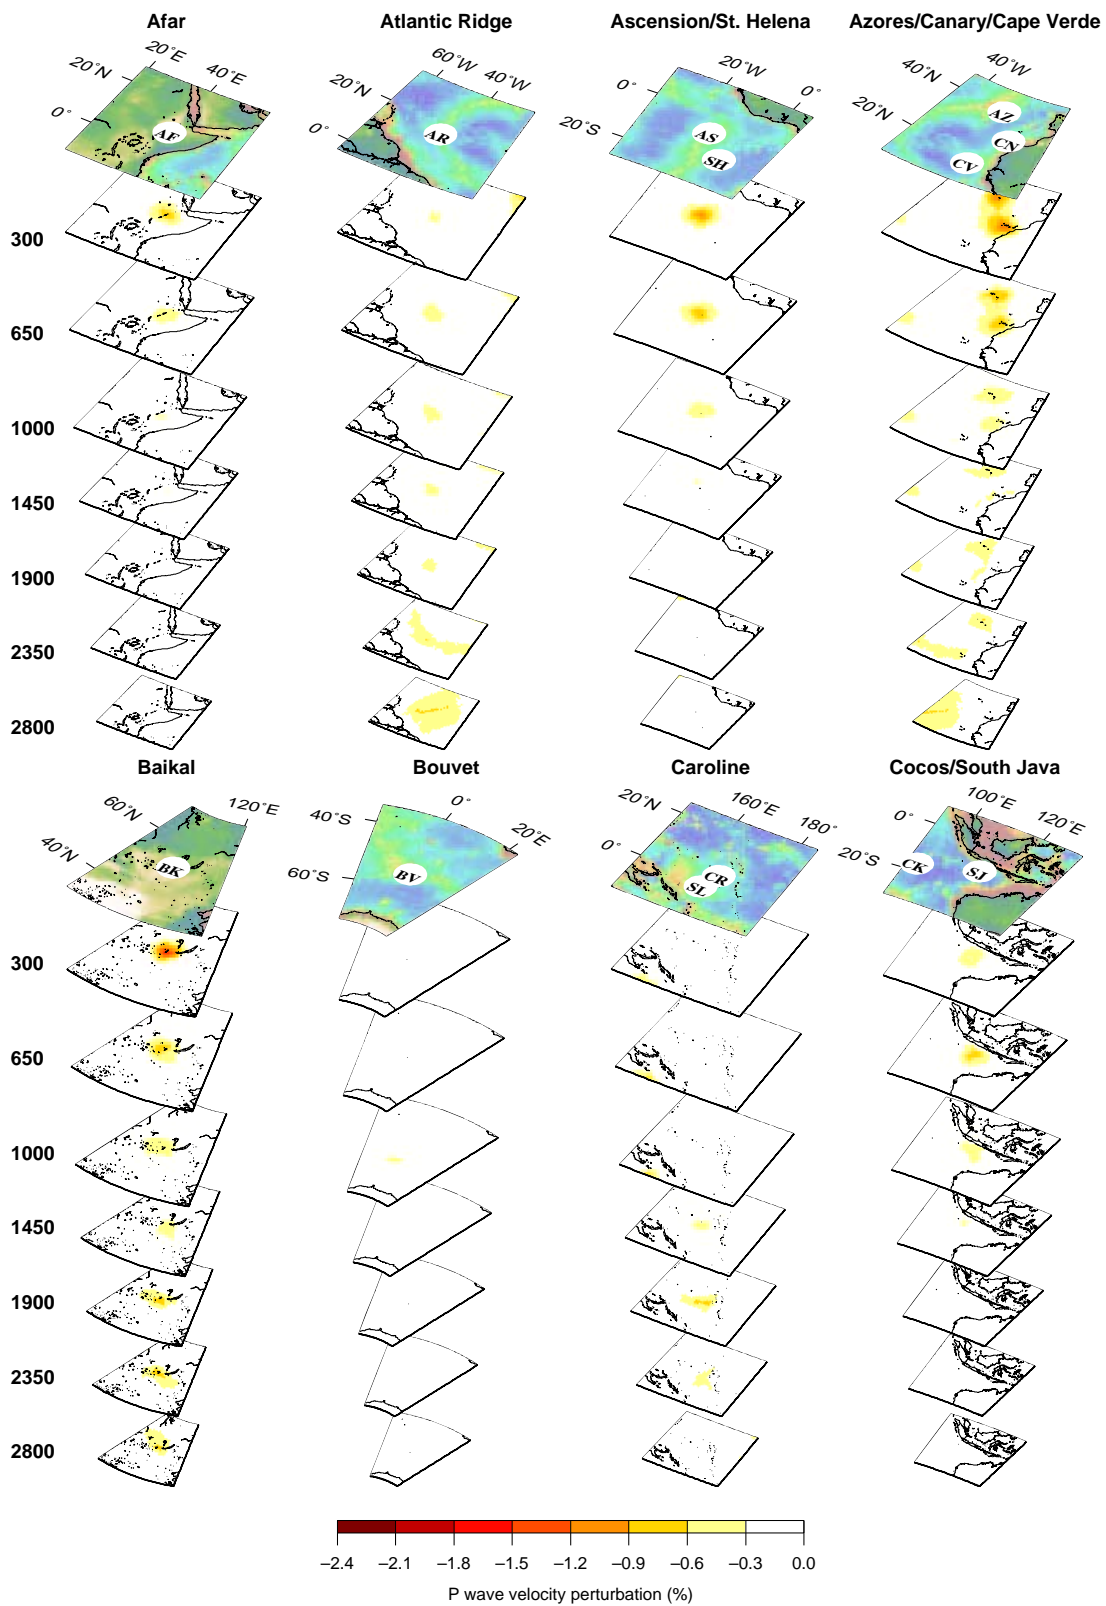 Afar
Atlantic Ridge
Ascension/St. Helena
Azores/Canary/Cape Verde
20˚E
40˚E
20˚N
0˚
AF
60˚W
40˚W
20˚N
0˚
AR
20˚W
0˚
0˚
20˚S
AS
SH
40˚W
40˚N
20˚N
AZ
CN
CV
300
650
1000
1450
1900
2350
2800
Baikal
Bouvet
Caroline
Cocos/South Java
120˚E
60˚N
40˚N
BK
0˚
20˚E
40˚S
60˚S
BV
160˚E
180˚
20˚N
0˚
CR
SL
100˚E
120˚E
0˚
20˚S
CK
SJ
300
650
1000
1450
1900
2350
2800
–2.4 –2.1 –1.8 –1.5 –1.2 –0.9 –0.6 –0.3 0.0
P wave velocity perturbation (%)